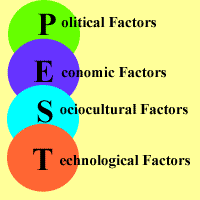 Political Factors
Economic Factors
Sociocultural Factors
Technological Factors